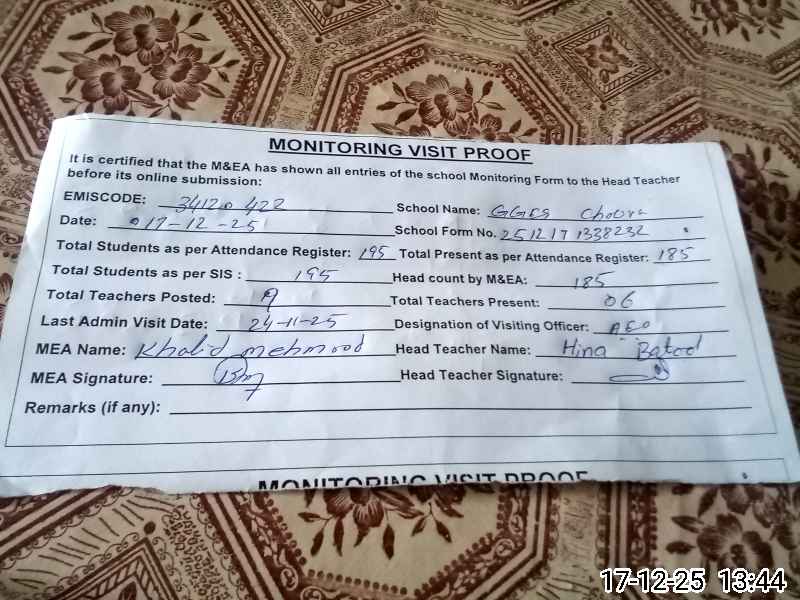 MONITORING VISIT PROOF
It is certified that the M&EA has shown all entries of the school Monitoring Form to the Head Teacher
before its online submission:
EMISCODE: 34120422 School Name: GGES
Date: 17-12-25 School Form No. 2512171338232
Total Students as per Attendance Register: 195 Total Present as per Attendance Register: 185
Total Students as per SIS : 195 Head count by M&EA: 185
Total Teachers Posted: 9 Total Teachers Present: 06
Last Admin Visit Date: 24-11-25 Designation of Visiting Officer: AEO
MEA Name: Khalid mehmood Head Teacher Name: Hina Batool
MEA Signature: Head Teacher Signature:
Remarks (if any):
MONITORING VISIT PROOF
17-12-25 13:44